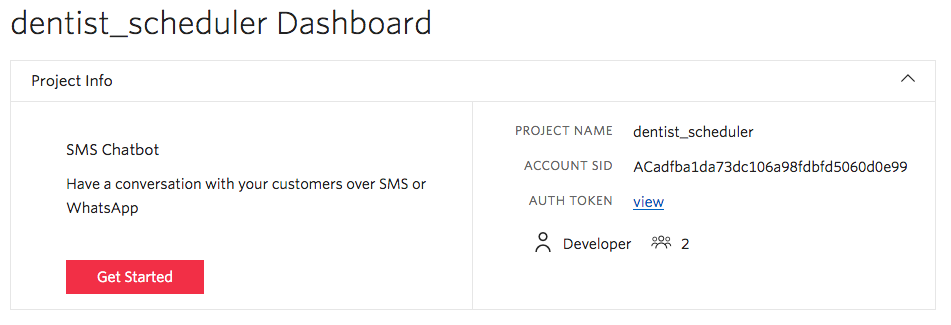 dentist_scheduler Dashboard
Project Info
SMS Chatbot
Have a conversation with your customers over SMS or
WhatsApp
Get Started
PROJECT NAME dentist_scheduler
ACCOUNT SID ACadfba1da73dc106a98fdbfd5060d0e99
AUTH TOKEN view
Developer 2